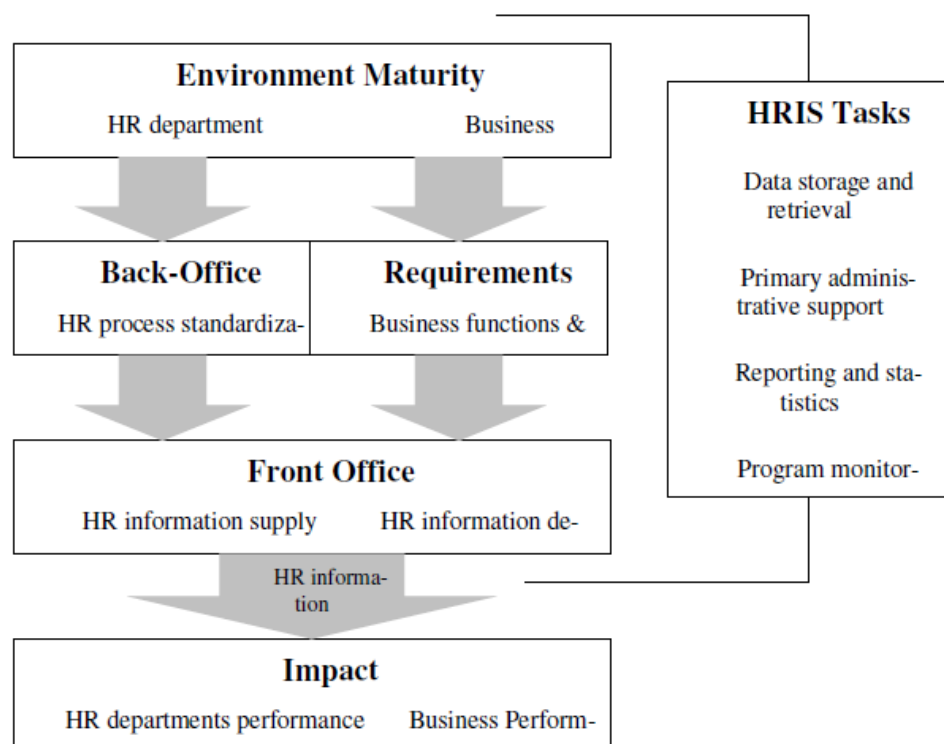 Environment Maturity
HR department Business
Back-Office
HR process standardiza-
Requirements
Business functions &
Front Office
HR information supply HR information de-
HR informa-
tion
Impact
HR departments performance Business Perform-
HRIS Tasks
Data storage and
retrieval
Primary adminis-
trative support
Reporting and sta-
tistics
Program monitor-